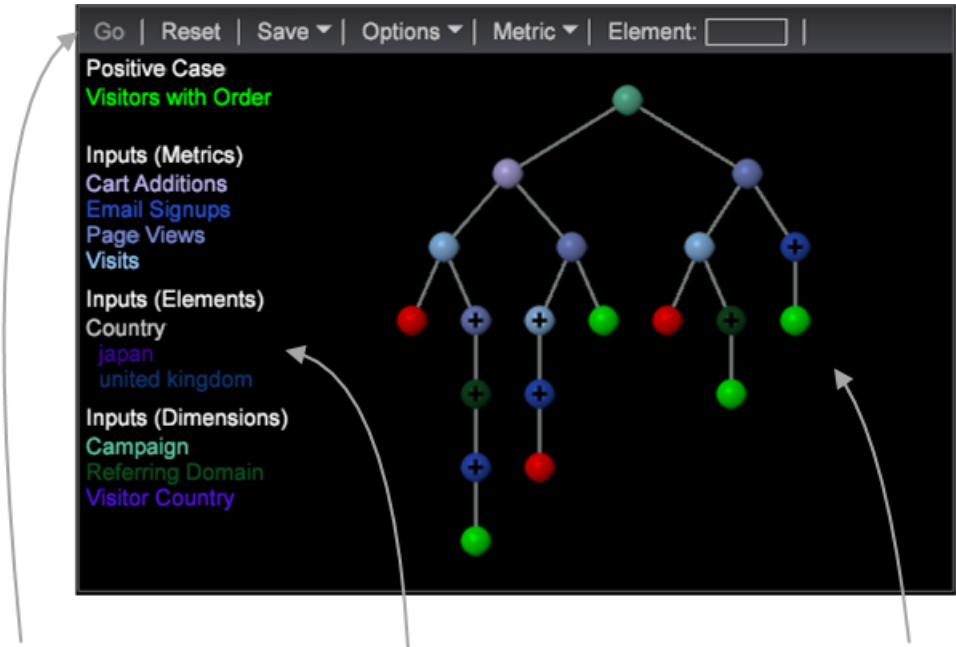 Go | Reset | Save | Options | Metric | Element: |
Positive Case
Visitors with Order
Inputs (Metrics)
Cart Additions
Email Signups
Page Views
Visits
Inputs (Elements)
Country
japan
united kingdom
Inputs (Dimensions)
Campaign
Referring Domain
Visitor Country